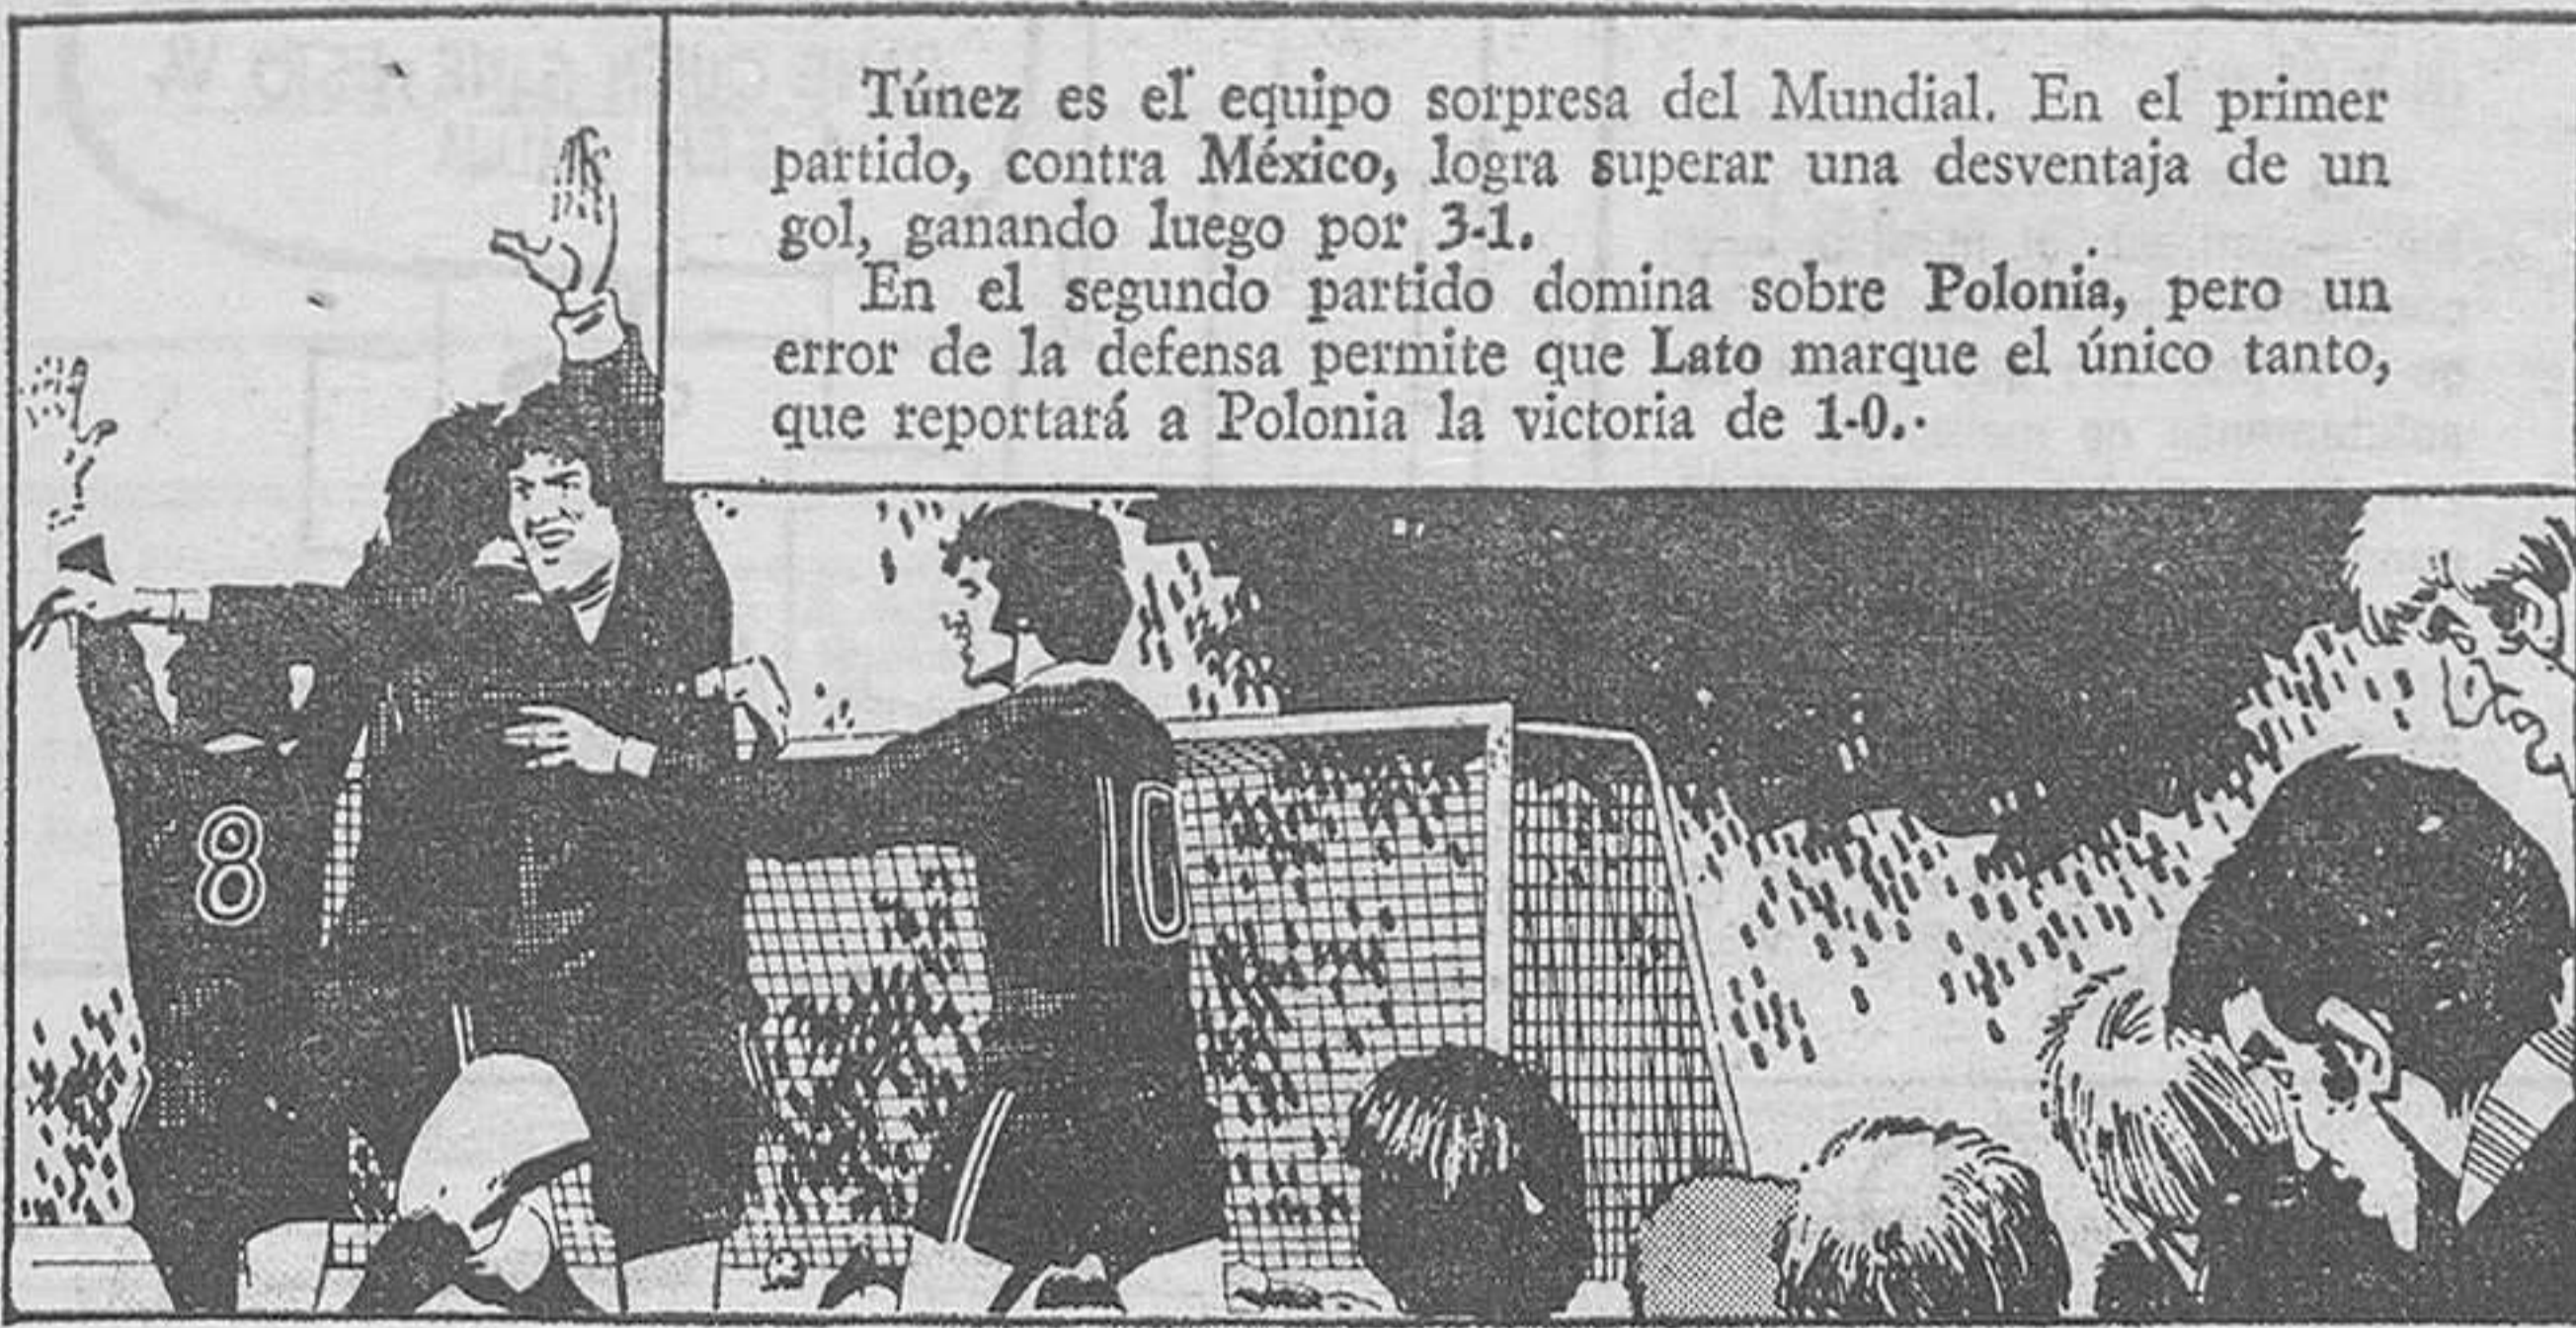 Túnez es el equipo sorpresa del Mundial. En el primer
partido, contra México, logra superar una desventaja de un
gol, ganando luego por 3-1.
En el segundo partido domina sobre Polonia, pero un
error de la defensa permite que Lato marque el único tanto,
que reportará a Polonia la victoria de 1-0.
8
10